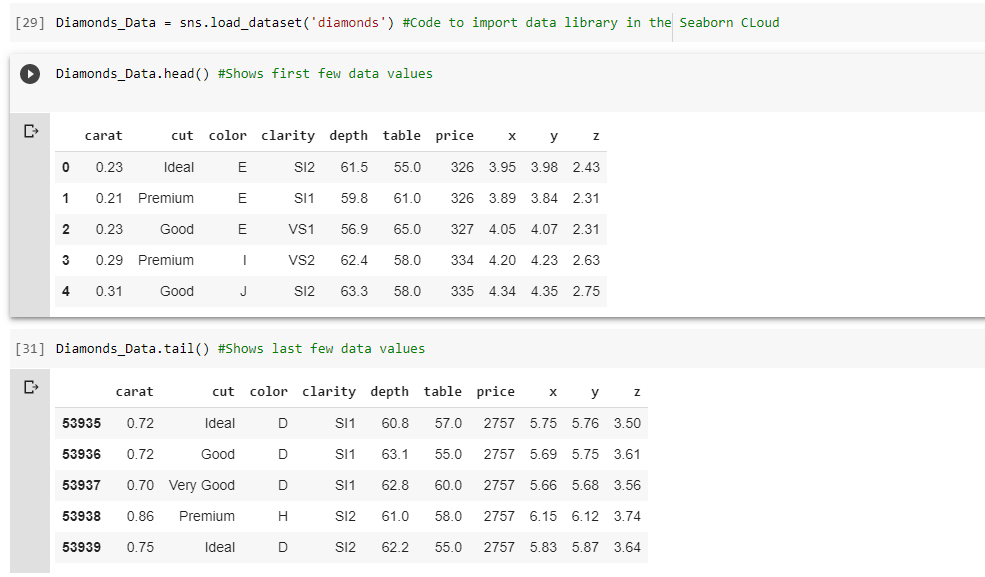 [29] Diamonds_Data = sns.load_dataset('diamonds') #Code to import data library in the Seaborn CLoud
Diamonds_Data.head() #Shows first few data values
carat cut color clarity depth table price x y z
0 0.23 Ideal E SI2 61.5 55.0 326 3.95 3.98 2.43
1 0.21 Premium E SI1 59.8 61.0 326 3.89 3.84 2.31
2 0.23 Good E VS1 56.9 65.0 327 4.05 4.07 2.31
3 0.29 Premium I VS2 62.4 58.0 334 4.20 4.23 2.63
4 0.31 Good J SI2 63.3 58.0 335 4.34 4.35 2.75
[31] Diamonds_Data.tail() #Shows last few data values
carat cut color clarity depth table price x y z
53935 0.72 Ideal D SI1 60.8 57.0 2757 5.75 5.76 3.50
53936 0.72 Good D SI1 63.1 55.0 2757 5.69 5.75 3.61
53937 0.70 Very Good D SI1 62.8 60.0 2757 5.66 5.68 3.56
53938 0.86 Premium H SI2 61.0 58.0 2757 6.15 6.12 3.74
53939 0.75 Ideal D SI2 62.2 55.0 2757 5.83 5.87 3.64